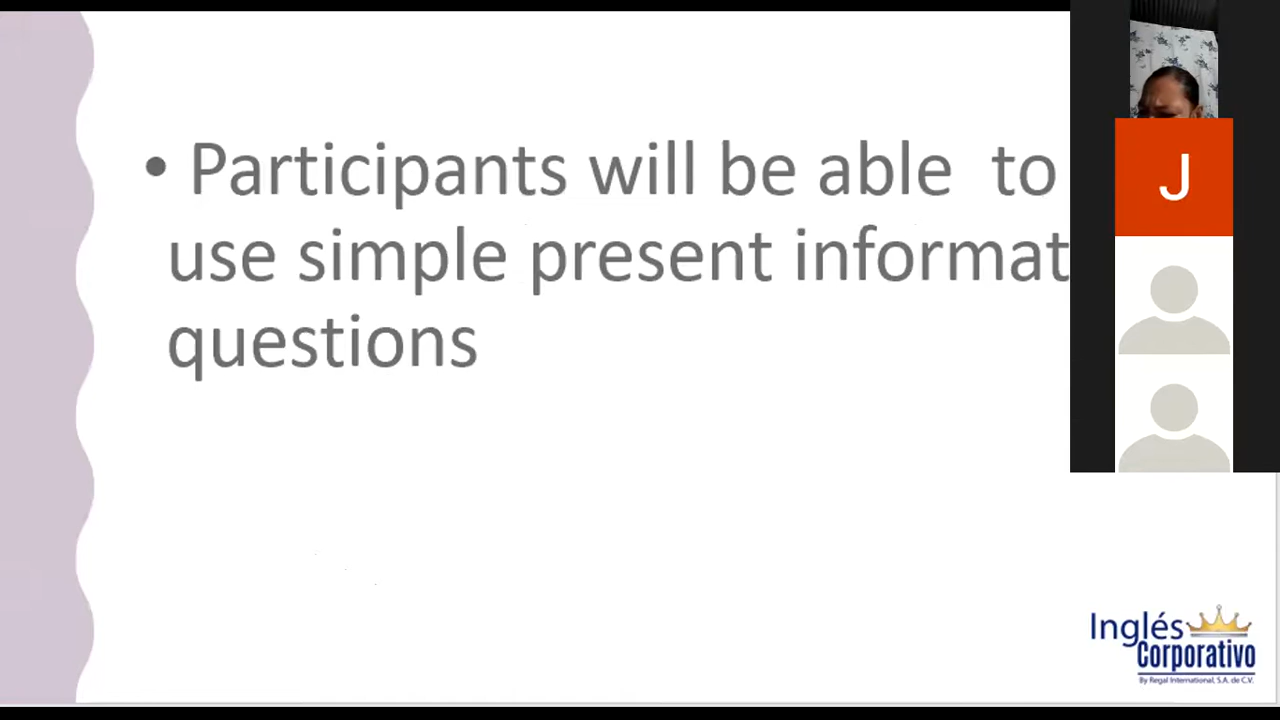 • Participants will be able to
use simple present informat
questions
J
Inglés
Corporativo
By Regal International, S.A. de C.V.